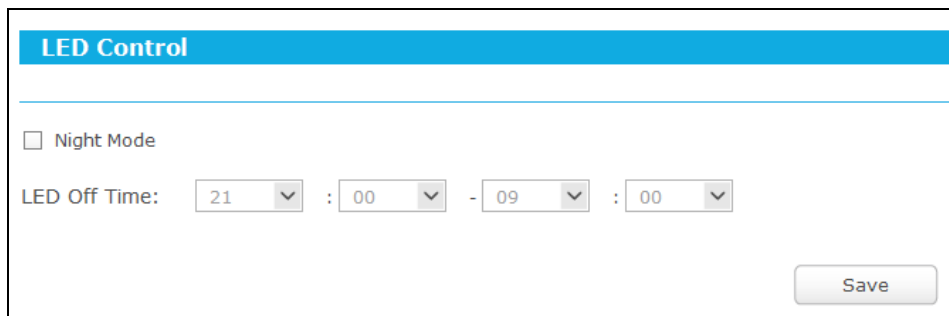 LED Control
Night Mode
LED Off Time: 21 : 00 - 09 : 00
Save